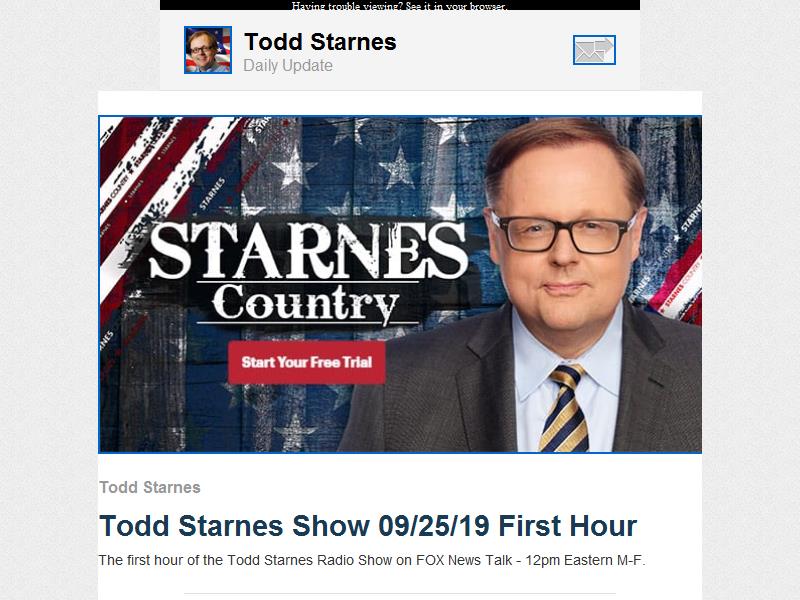 Having trouble viewing? See it in your browser.
Todd Starnes
Daily Update
STARNES
STARNES
STARNES
Country
Start Your Free Trial
Todd Starnes
Todd Starnes Show 09/25/19 First Hour
The first hour of the Todd Starnes Radio Show on FOX News Talk - 12pm Eastern M-F.